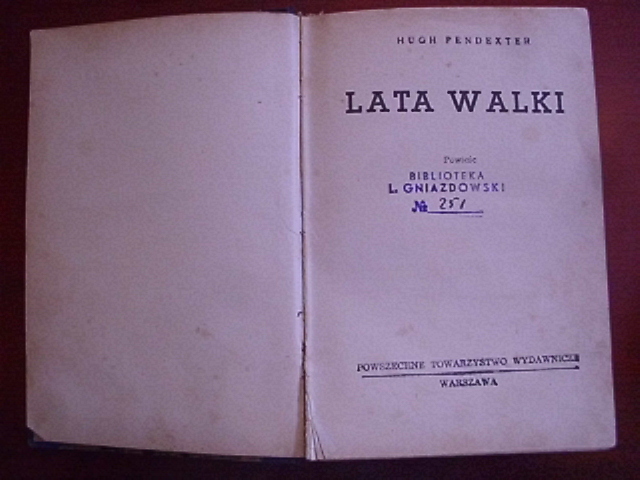 HUGH PENDEXTER
LATA WALKI
Powieść
BIBLIOTEKA
L. GNIAZDOWSKI
№ 251
POWSZECHNE TOWARZYSTWO WYDAWNICZE
WARSZAWA